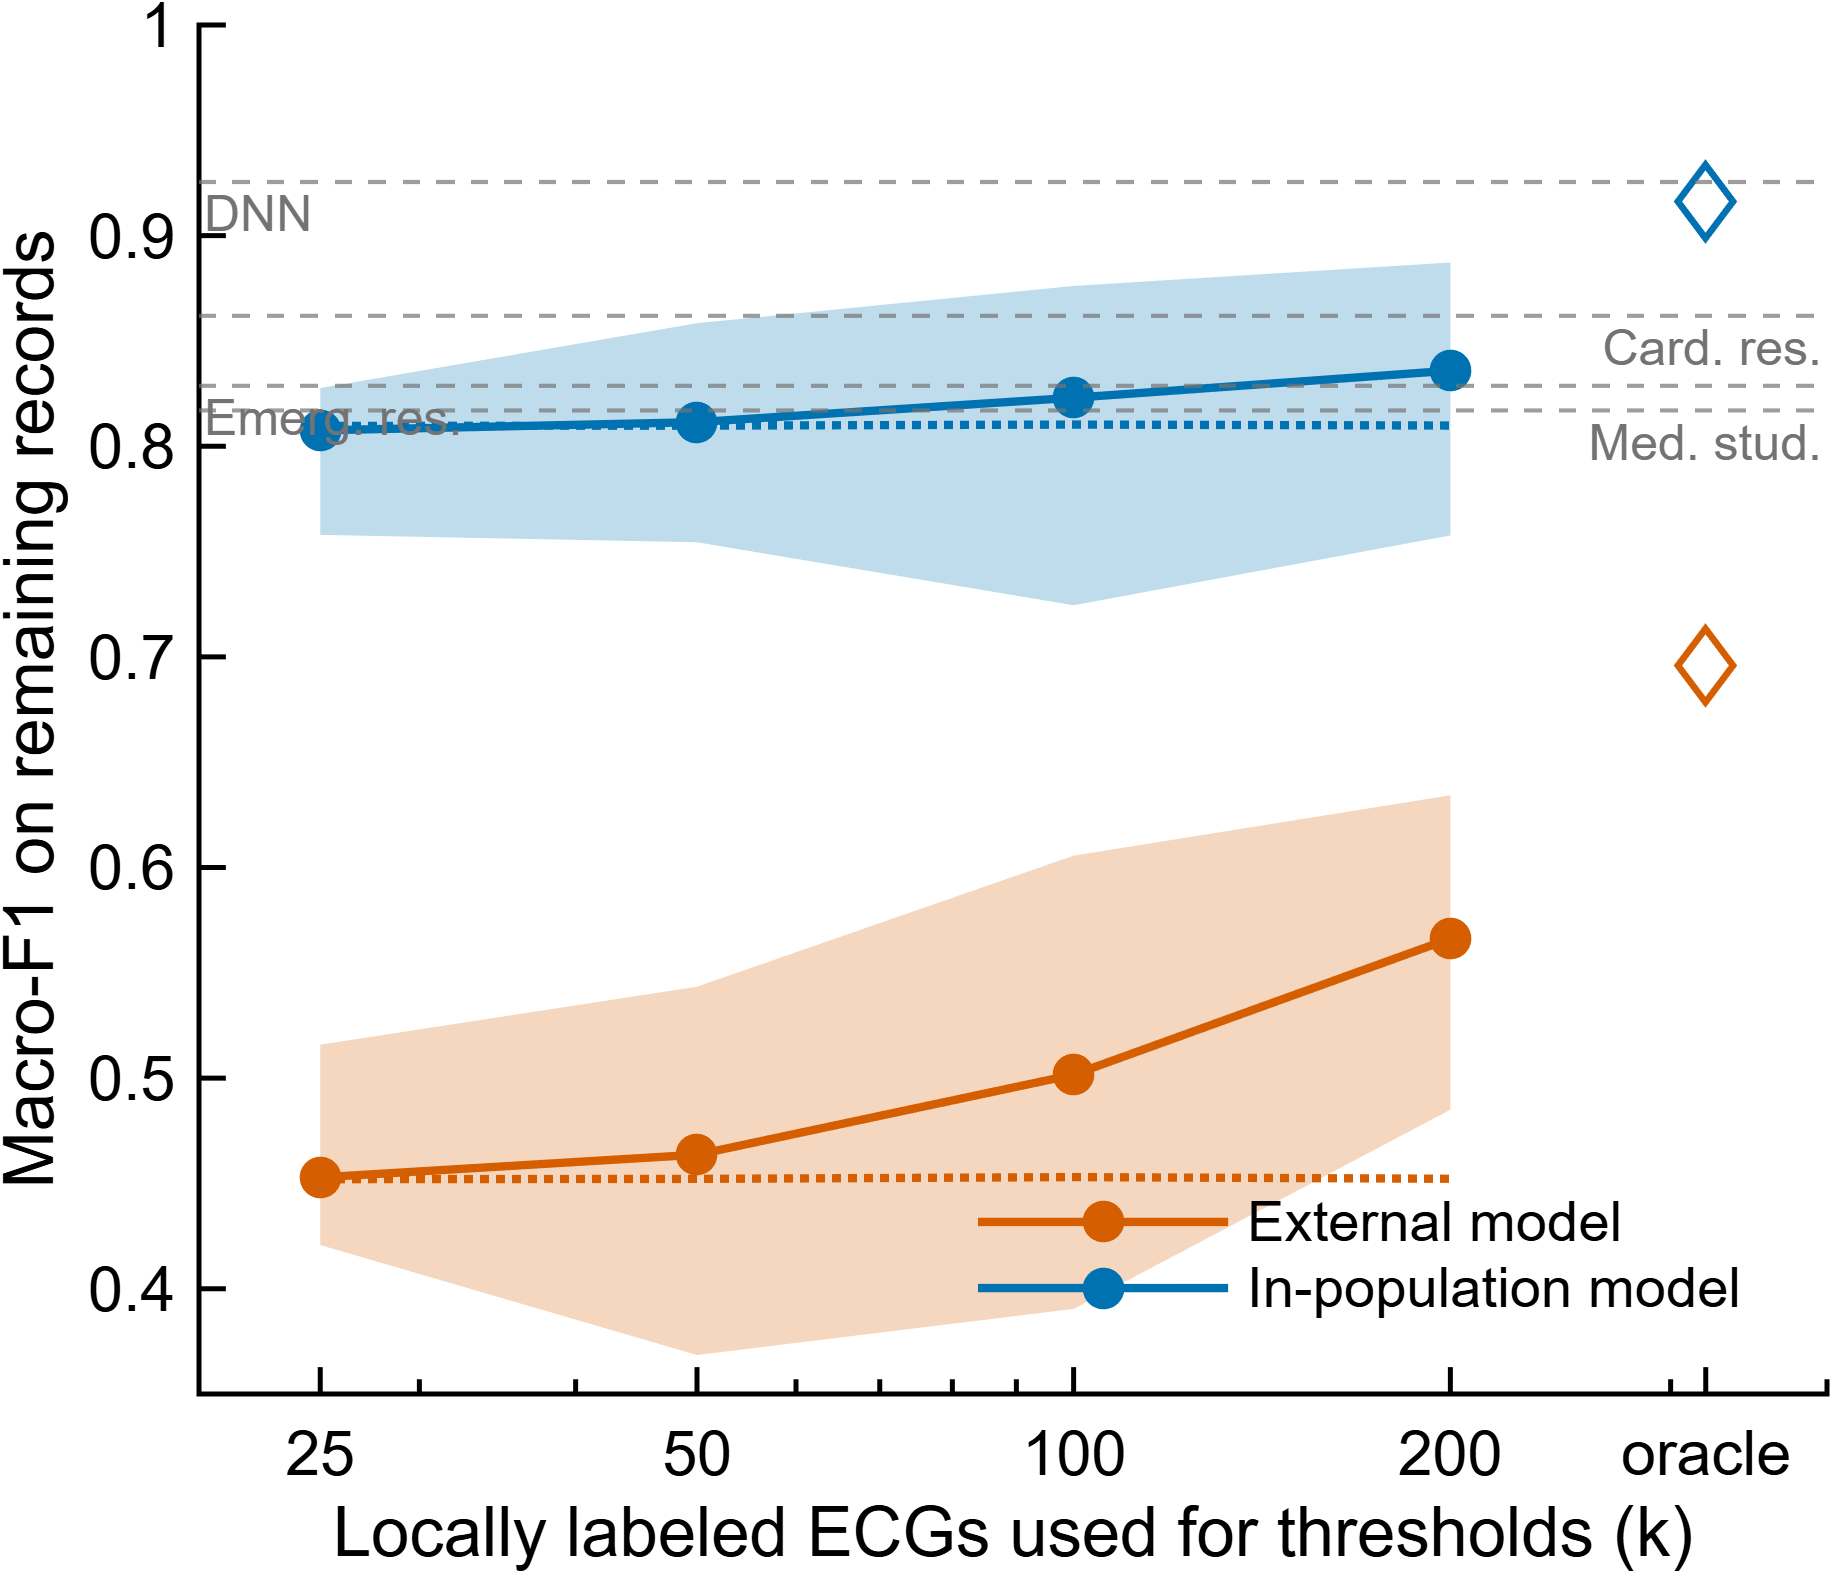 Macro-F1 on remaining records
1
0.9
0.8
0.7
0.6
0.5
0.4
DNN
Card. res.
Emerg. res.
Med. stud.
External model
In-population model
25 50 100 200 oracle
Locally labeled ECGs used for thresholds (k)